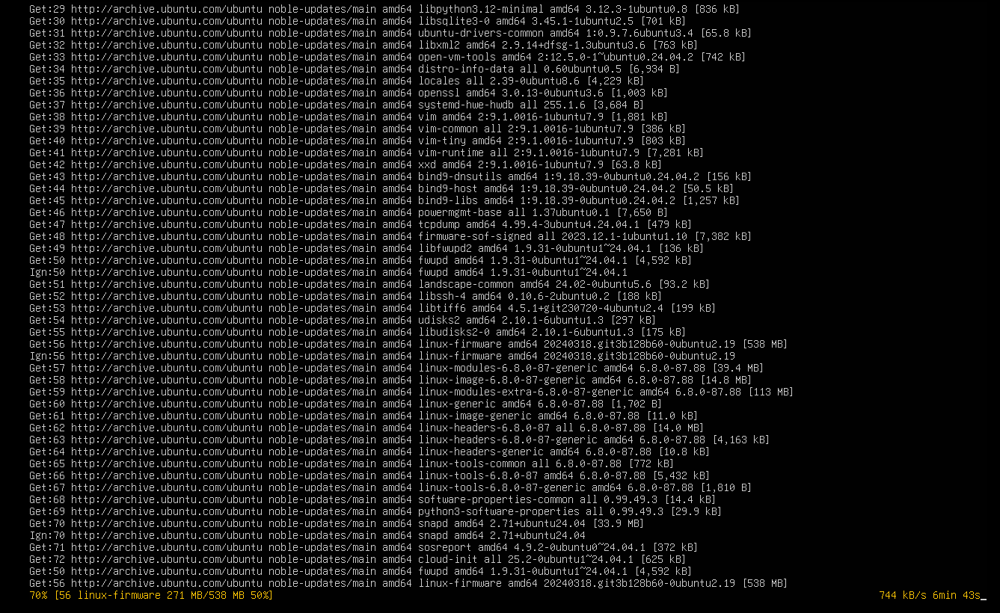 Get:29 http://archive.ubuntu.com/ubuntu noble-updates/main amd64 libpython3.12-minimal amd64 3.12.3-1ubuntu0.8 [836 kB]
Get:30 http://archive.ubuntu.com/ubuntu noble-updates/main amd64 libsqlite3-0 amd64 3.45.1-1ubuntu2.5 [701 kB]
Get:31 http://archive.ubuntu.com/ubuntu noble-updates/main amd64 ubuntu-drivers-common amd64 1:0.9.7.6ubuntu3.4 [65.8 kB]
Get:32 http://archive.ubuntu.com/ubuntu noble-updates/main amd64 libxml2 amd64 2.9.14+dfsg-1.3ubuntu3.6 [763 kB]
Get:33 http://archive.ubuntu.com/ubuntu noble-updates/main amd64 open-vm-tools amd64 2:12.5.0-1~ubuntu0.24.04.2 [742 kB]
Get:34 http://archive.ubuntu.com/ubuntu noble-updates/main amd64 distro-info-data all 0.60ubuntu0.5 [6,934 B]
Get:35 http://archive.ubuntu.com/ubuntu noble-updates/main amd64 locales all 2.39-0ubuntu8.6 [4,229 kB]
Get:36 http://archive.ubuntu.com/ubuntu noble-updates/main amd64 openssl amd64 3.0.13-0ubuntu3.6 [1,003 kB]
Get:37 http://archive.ubuntu.com/ubuntu noble-updates/main amd64 systemd-hwe-hwdb all 255.1.6 [3,684 B]
Get:38 http://archive.ubuntu.com/ubuntu noble-updates/main amd64 vim amd64 2:9.1.0016-1ubuntu7.9 [1,881 kB]
Get:39 http://archive.ubuntu.com/ubuntu noble-updates/main amd64 vim-common all 2:9.1.0016-1ubuntu7.9 [386 kB]
Get:40 http://archive.ubuntu.com/ubuntu noble-updates/main amd64 vim-tiny amd64 2:9.1.0016-1ubuntu7.9 [803 kB]
Get:41 http://archive.ubuntu.com/ubuntu noble-updates/main amd64 vim-runtime all 2:9.1.0016-1ubuntu7.9 [7,281 kB]
Get:42 http://archive.ubuntu.com/ubuntu noble-updates/main amd64 xxd amd64 2:9.1.0016-1ubuntu7.9 [63.8 kB]
Get:43 http://archive.ubuntu.com/ubuntu noble-updates/main amd64 bind9-dnsutils amd64 1:9.18.39-0ubuntu0.24.04.2 [156 kB]
Get:44 http://archive.ubuntu.com/ubuntu noble-updates/main amd64 bind9-host amd64 1:9.18.39-0ubuntu0.24.04.2 [50.5 kB]
Get:45 http://archive.ubuntu.com/ubuntu noble-updates/main amd64 bind9-libs amd64 1:9.18.39-0ubuntu0.24.04.2 [1,257 kB]
Get:46 http://archive.ubuntu.com/ubuntu noble-updates/main amd64 powermgmt-base all 1.37ubuntu0.1 [7,650 B]
Get:47 http://archive.ubuntu.com/ubuntu noble-updates/main amd64 tcpdump amd64 4.99.4-3ubuntu4.24.04.1 [479 kB]
Get:48 http://archive.ubuntu.com/ubuntu noble-updates/main amd64 firmware-sof-signed all 2023.12.1-1ubuntu1.10 [7,382 kB]
Get:49 http://archive.ubuntu.com/ubuntu noble-updates/main amd64 libfwupd2 amd64 1.9.31-0ubuntu1~24.04.1 [136 kB]
Get:50 http://archive.ubuntu.com/ubuntu noble-updates/main amd64 fwupd amd64 1.9.31-0ubuntu1~24.04.1 [4,592 kB]
Ign:50 http://archive.ubuntu.com/ubuntu noble-updates/main amd64 fwupd amd64 1.9.31-0ubuntu1~24.04.1
Get:51 http://archive.ubuntu.com/ubuntu noble-updates/main amd64 landscape-common amd64 24.02-0ubuntu5.6 [93.2 kB]
Get:52 http://archive.ubuntu.com/ubuntu noble-updates/main amd64 libssh-4 amd64 0.10.6-2ubuntu0.2 [188 kB]
Get:53 http://archive.ubuntu.com/ubuntu noble-updates/main amd64 libtiff6 amd64 4.5.1+git230720-4ubuntu2.4 [199 kB]
Get:54 http://archive.ubuntu.com/ubuntu noble-updates/main amd64 udisks2 amd64 2.10.1-6ubuntu1.3 [297 kB]
Get:55 http://archive.ubuntu.com/ubuntu noble-updates/main amd64 libudisks2-0 amd64 2.10.1-6ubuntu1.3 [175 kB]
Get:56 http://archive.ubuntu.com/ubuntu noble-updates/main amd64 linux-firmware amd64 20240318.git3b128b60-0ubuntu2.19 [538 MB]
Ign:56 http://archive.ubuntu.com/ubuntu noble-updates/main amd64 linux-firmware amd64 20240318.git3b128b60-0ubuntu2.19
Get:57 http://archive.ubuntu.com/ubuntu noble-updates/main amd64 linux-modules-6.8.0-87-generic amd64 6.8.0-87.88 [39.4 MB]
Get:58 http://archive.ubuntu.com/ubuntu noble-updates/main amd64 linux-image-6.8.0-87-generic amd64 6.8.0-87.88 [14.8 MB]
Get:59 http://archive.ubuntu.com/ubuntu noble-updates/main amd64 linux-modules-extra-6.8.0-87-generic amd64 6.8.0-87.88 [113 MB]
Get:60 http://archive.ubuntu.com/ubuntu noble-updates/main amd64 linux-generic amd64 6.8.0-87.88 [1,702 B]
Get:61 http://archive.ubuntu.com/ubuntu noble-updates/main amd64 linux-image-generic amd64 6.8.0-87.88 [11.0 kB]
Get:62 http://archive.ubuntu.com/ubuntu noble-updates/main amd64 linux-headers-6.8.0-87 all 6.8.0-87.88 [14.0 MB]
Get:63 http://archive.ubuntu.com/ubuntu noble-updates/main amd64 linux-headers-6.8.0-87-generic amd64 6.8.0-87.88 [4,163 kB]
Get:64 http://archive.ubuntu.com/ubuntu noble-updates/main amd64 linux-headers-generic amd64 6.8.0-87.88 [10.8 kB]
Get:65 http://archive.ubuntu.com/ubuntu noble-updates/main amd64 linux-tools-common all 6.8.0-87.88 [772 kB]
Get:66 http://archive.ubuntu.com/ubuntu noble-updates/main amd64 linux-tools-6.8.0-87 amd64 6.8.0-87.88 [5,432 kB]
Get:67 http://archive.ubuntu.com/ubuntu noble-updates/main amd64 linux-tools-6.8.0-87-generic amd64 6.8.0-87.88 [1,810 B]
Get:68 http://archive.ubuntu.com/ubuntu noble-updates/main amd64 software-properties-common all 0.99.49.3 [14.4 kB]
Get:69 http://archive.ubuntu.com/ubuntu noble-updates/main amd64 python3-software-properties all 0.99.49.3 [29.9 kB]
Get:70 http://archive.ubuntu.com/ubuntu noble-updates/main amd64 snapd amd64 2.71+ubuntu24.04 [33.9 MB]
Ign:70 http://archive.ubuntu.com/ubuntu noble-updates/main amd64 snapd amd64 2.71+ubuntu24.04
Get:71 http://archive.ubuntu.com/ubuntu noble-updates/main amd64 sosreport amd64 4.9.2-0ubuntu0~24.04.1 [372 kB]
Get:72 http://archive.ubuntu.com/ubuntu noble-updates/main amd64 cloud-init all 25.2-0ubuntu1~24.04.1 [625 kB]
Get:50 http://archive.ubuntu.com/ubuntu noble-updates/main amd64 fwupd amd64 1.9.31-0ubuntu1~24.04.1 [4,592 kB]
Get:56 http://archive.ubuntu.com/ubuntu noble-updates/main amd64 linux-firmware amd64 20240318.git3b128b60-0ubuntu2.19 [538 MB]
70% [56 linux-firmware 271 MB/538 MB 50%] 744 kB/s 6min 43s_